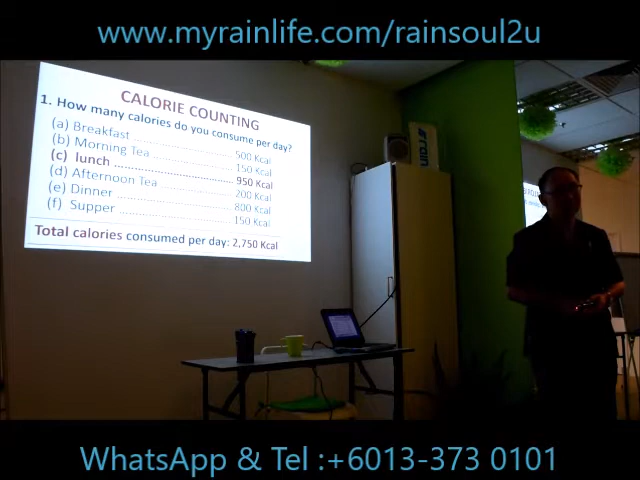 www.myrainlife.com/rainsoul2u
CALORIE COUNTING
1. How many calories do you consume per day?
(a) Breakfast ........................ 500 Kcal
(b) Morning Tea .................... 150 Kcal
(c) lunch .............................. 950 Kcal
(d) Afternoon Tea ................. 200 Kcal
(e) Dinner ............................ 800 Kcal
(f) Supper ............................ 150 Kcal
Total calories consumed per day: 2,750 Kcal
rain
WhatsApp & Tel :+6013-373 0101